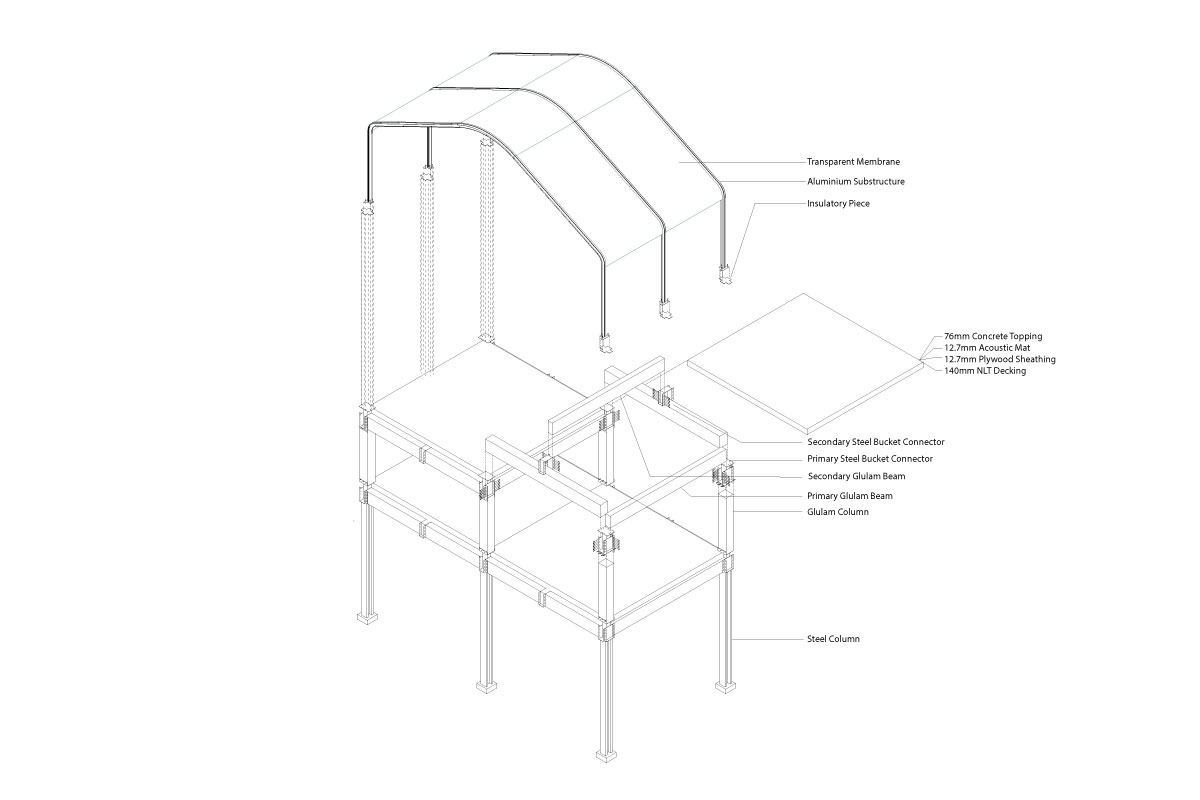 Transparent Membrane
Aluminium Substructure
Insulatory Piece
76mm Concrete Topping
12.7mm Acoustic Mat
12.7mm Plywood Sheathing
140mm NLT Decking
Secondary Steel Bucket Connector
Primary Steel Bucket Connector
Secondary Glulam Beam
Primary Glulam Beam
Glulam Column
Steel Column